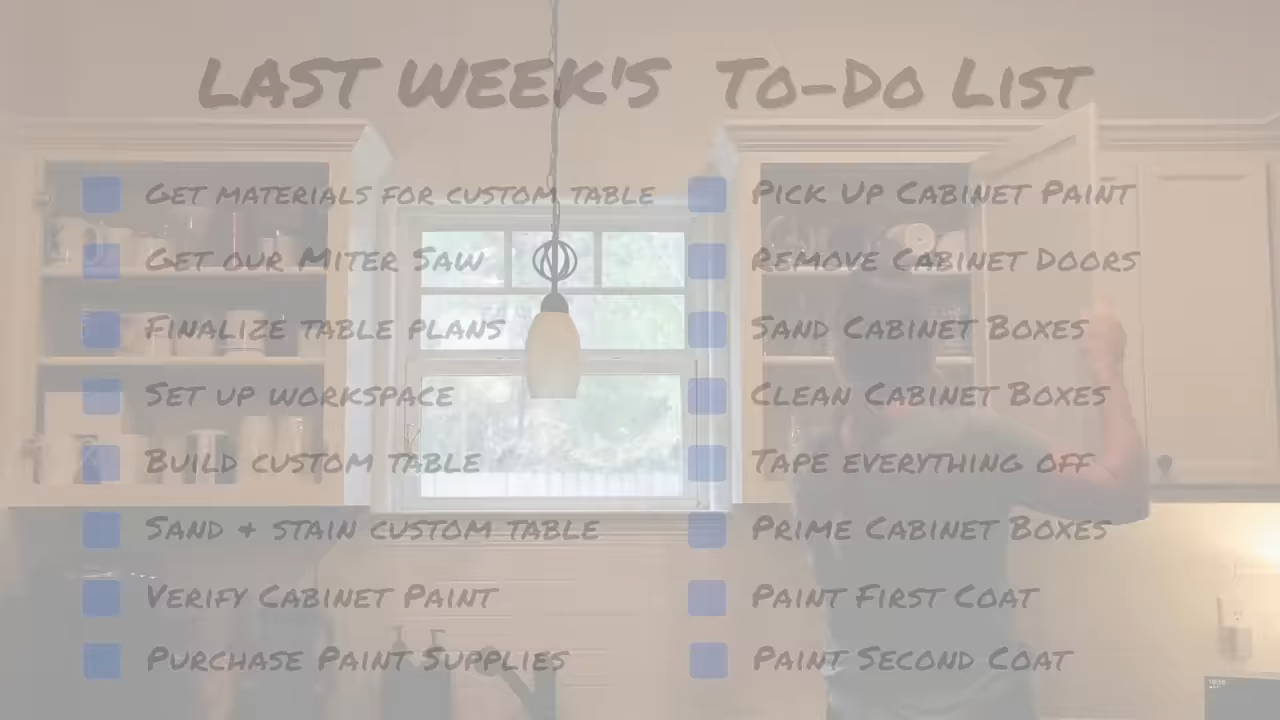 LAST WEEK'S To-Do List
Get materials for custom table
Get our Miter Saw
Finalize table plans
Set up workspace
Build custom table
Sand & stain custom table
Verify Cabinet Paint
Purchase Paint Supplies
Pick Up Cabinet Paint
Remove Cabinet Doors
Sand Cabinet Boxes
Clean Cabinet Boxes
Tape everything off
Prime Cabinet Boxes
Paint First Coat
Paint Second Coat